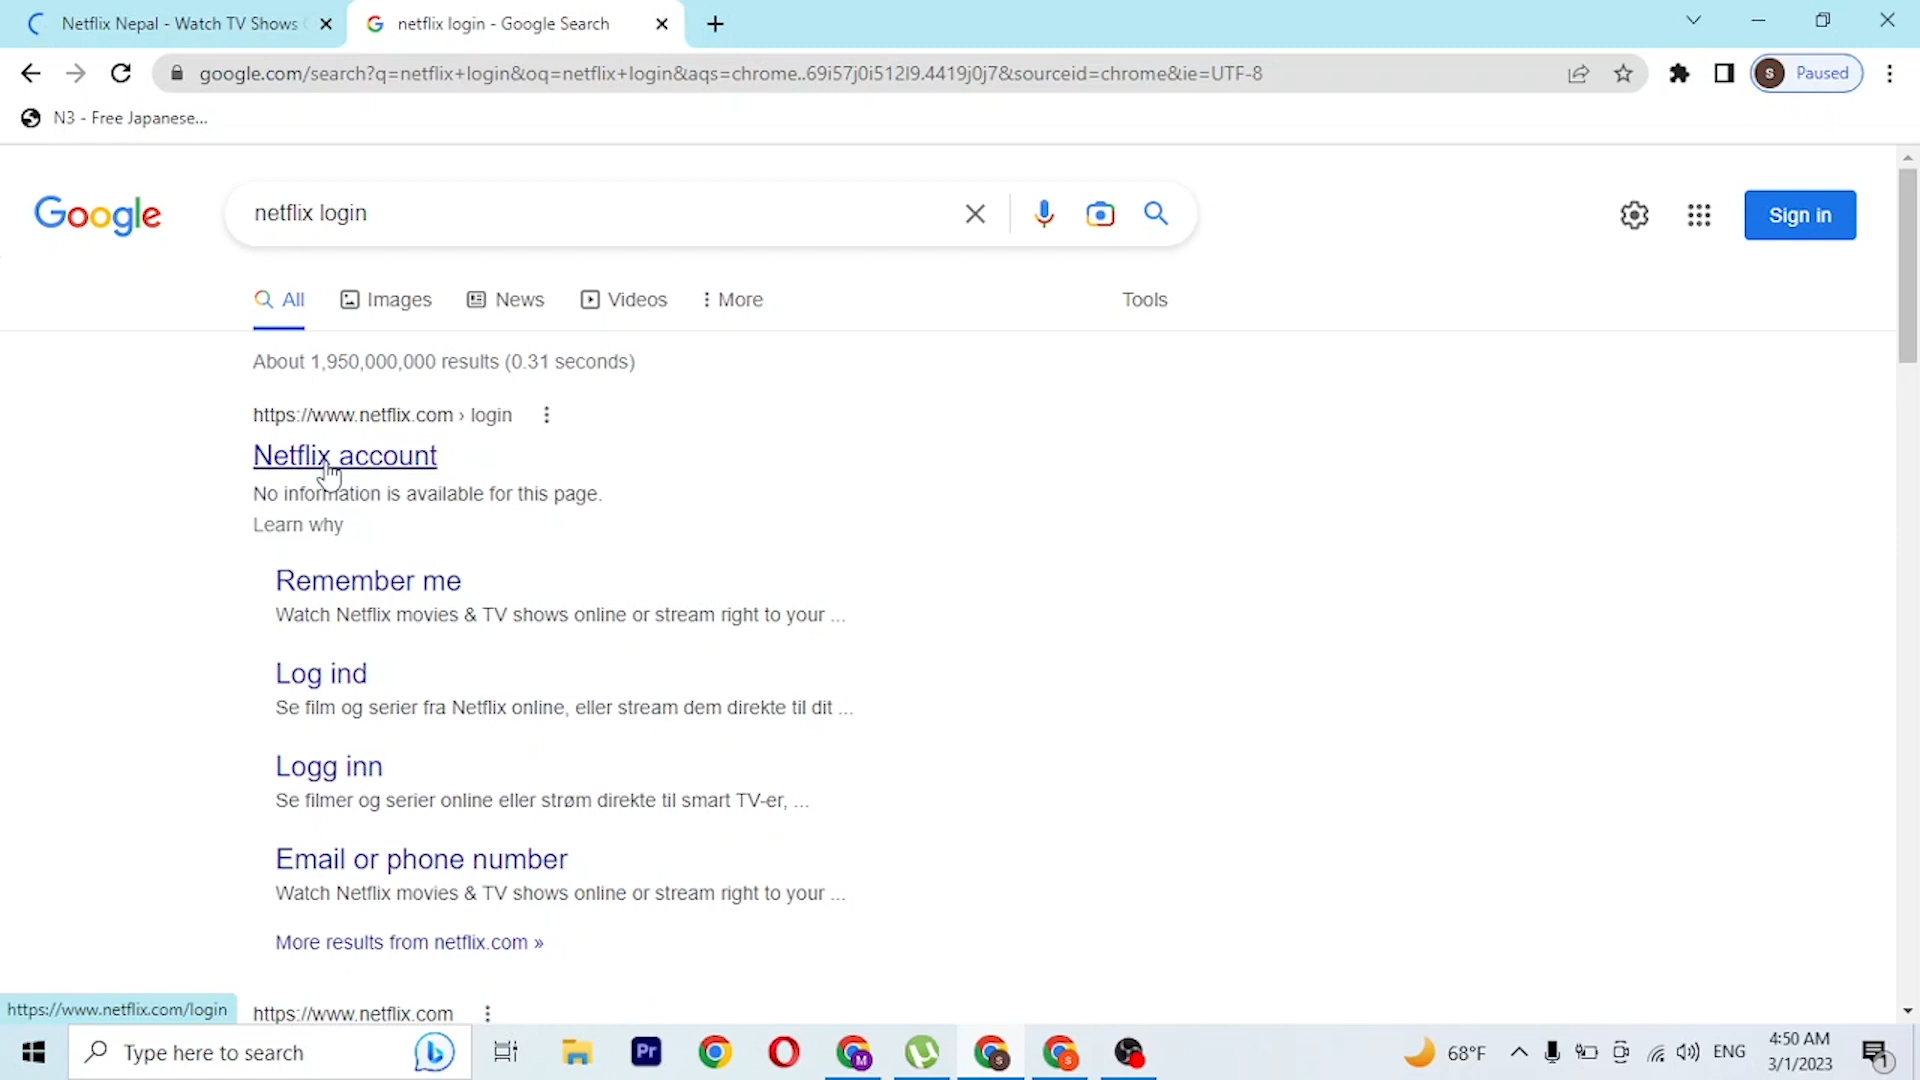 Netflix Nepal - Watch TV Shows
netflix login - Google Search
google.com/search?q=netflix+login&oq=netflix+login&aqs=chrome..69i57j0i512l9.4419j0j7&sourceid=chrome&ie=UTF-8
S
Paused
N3 - Free Japanese...
Google
netflix login
Sign in
All
Images
News
Videos
More
Tools
About 1,950,000,000 results (0.31 seconds)
https://www.netflix.com › login
Netflix account
No information is available for this page.
Learn why
Remember me
Watch Netflix movies & TV shows online or stream right to your ...
Log ind
Se film og serier fra Netflix online, eller stream dem direkte til dit ...
Logg inn
Se filmer og serier online eller strøm direkte til smart TV-er, ...
Email or phone number
Watch Netflix movies & TV shows online or stream right to your ...
More results from netflix.com »
https://www.netflix.com/login
https://www.netflix.com
Type here to search
Pr
M
S
S
68°F
ENG
4:50 AM
3/1/2023
1